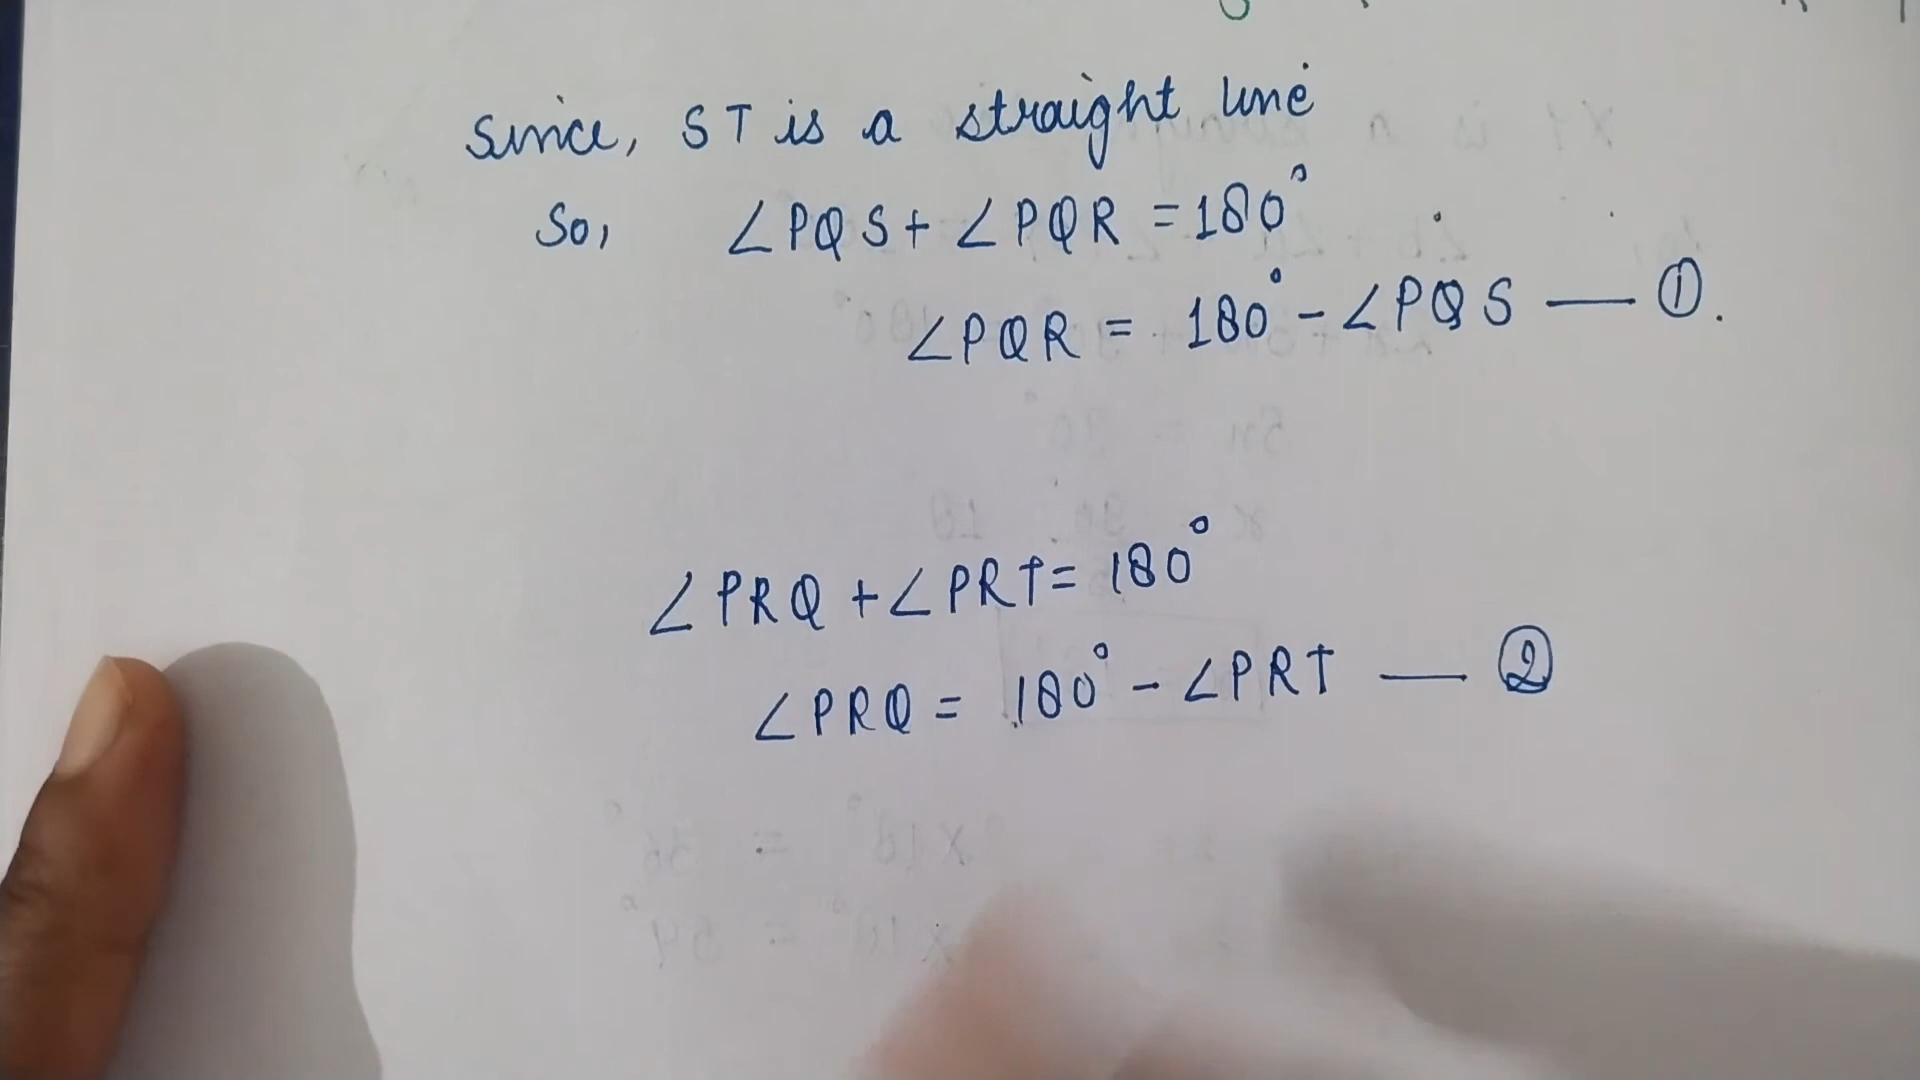 Since, ST is a straight line
So, ∠PQS + ∠PQR = 180°
∠PQR = 180° - ∠PQS — ①.
∠PRQ + ∠PRT = 180°
∠PRQ = 180° - ∠PRT — ②